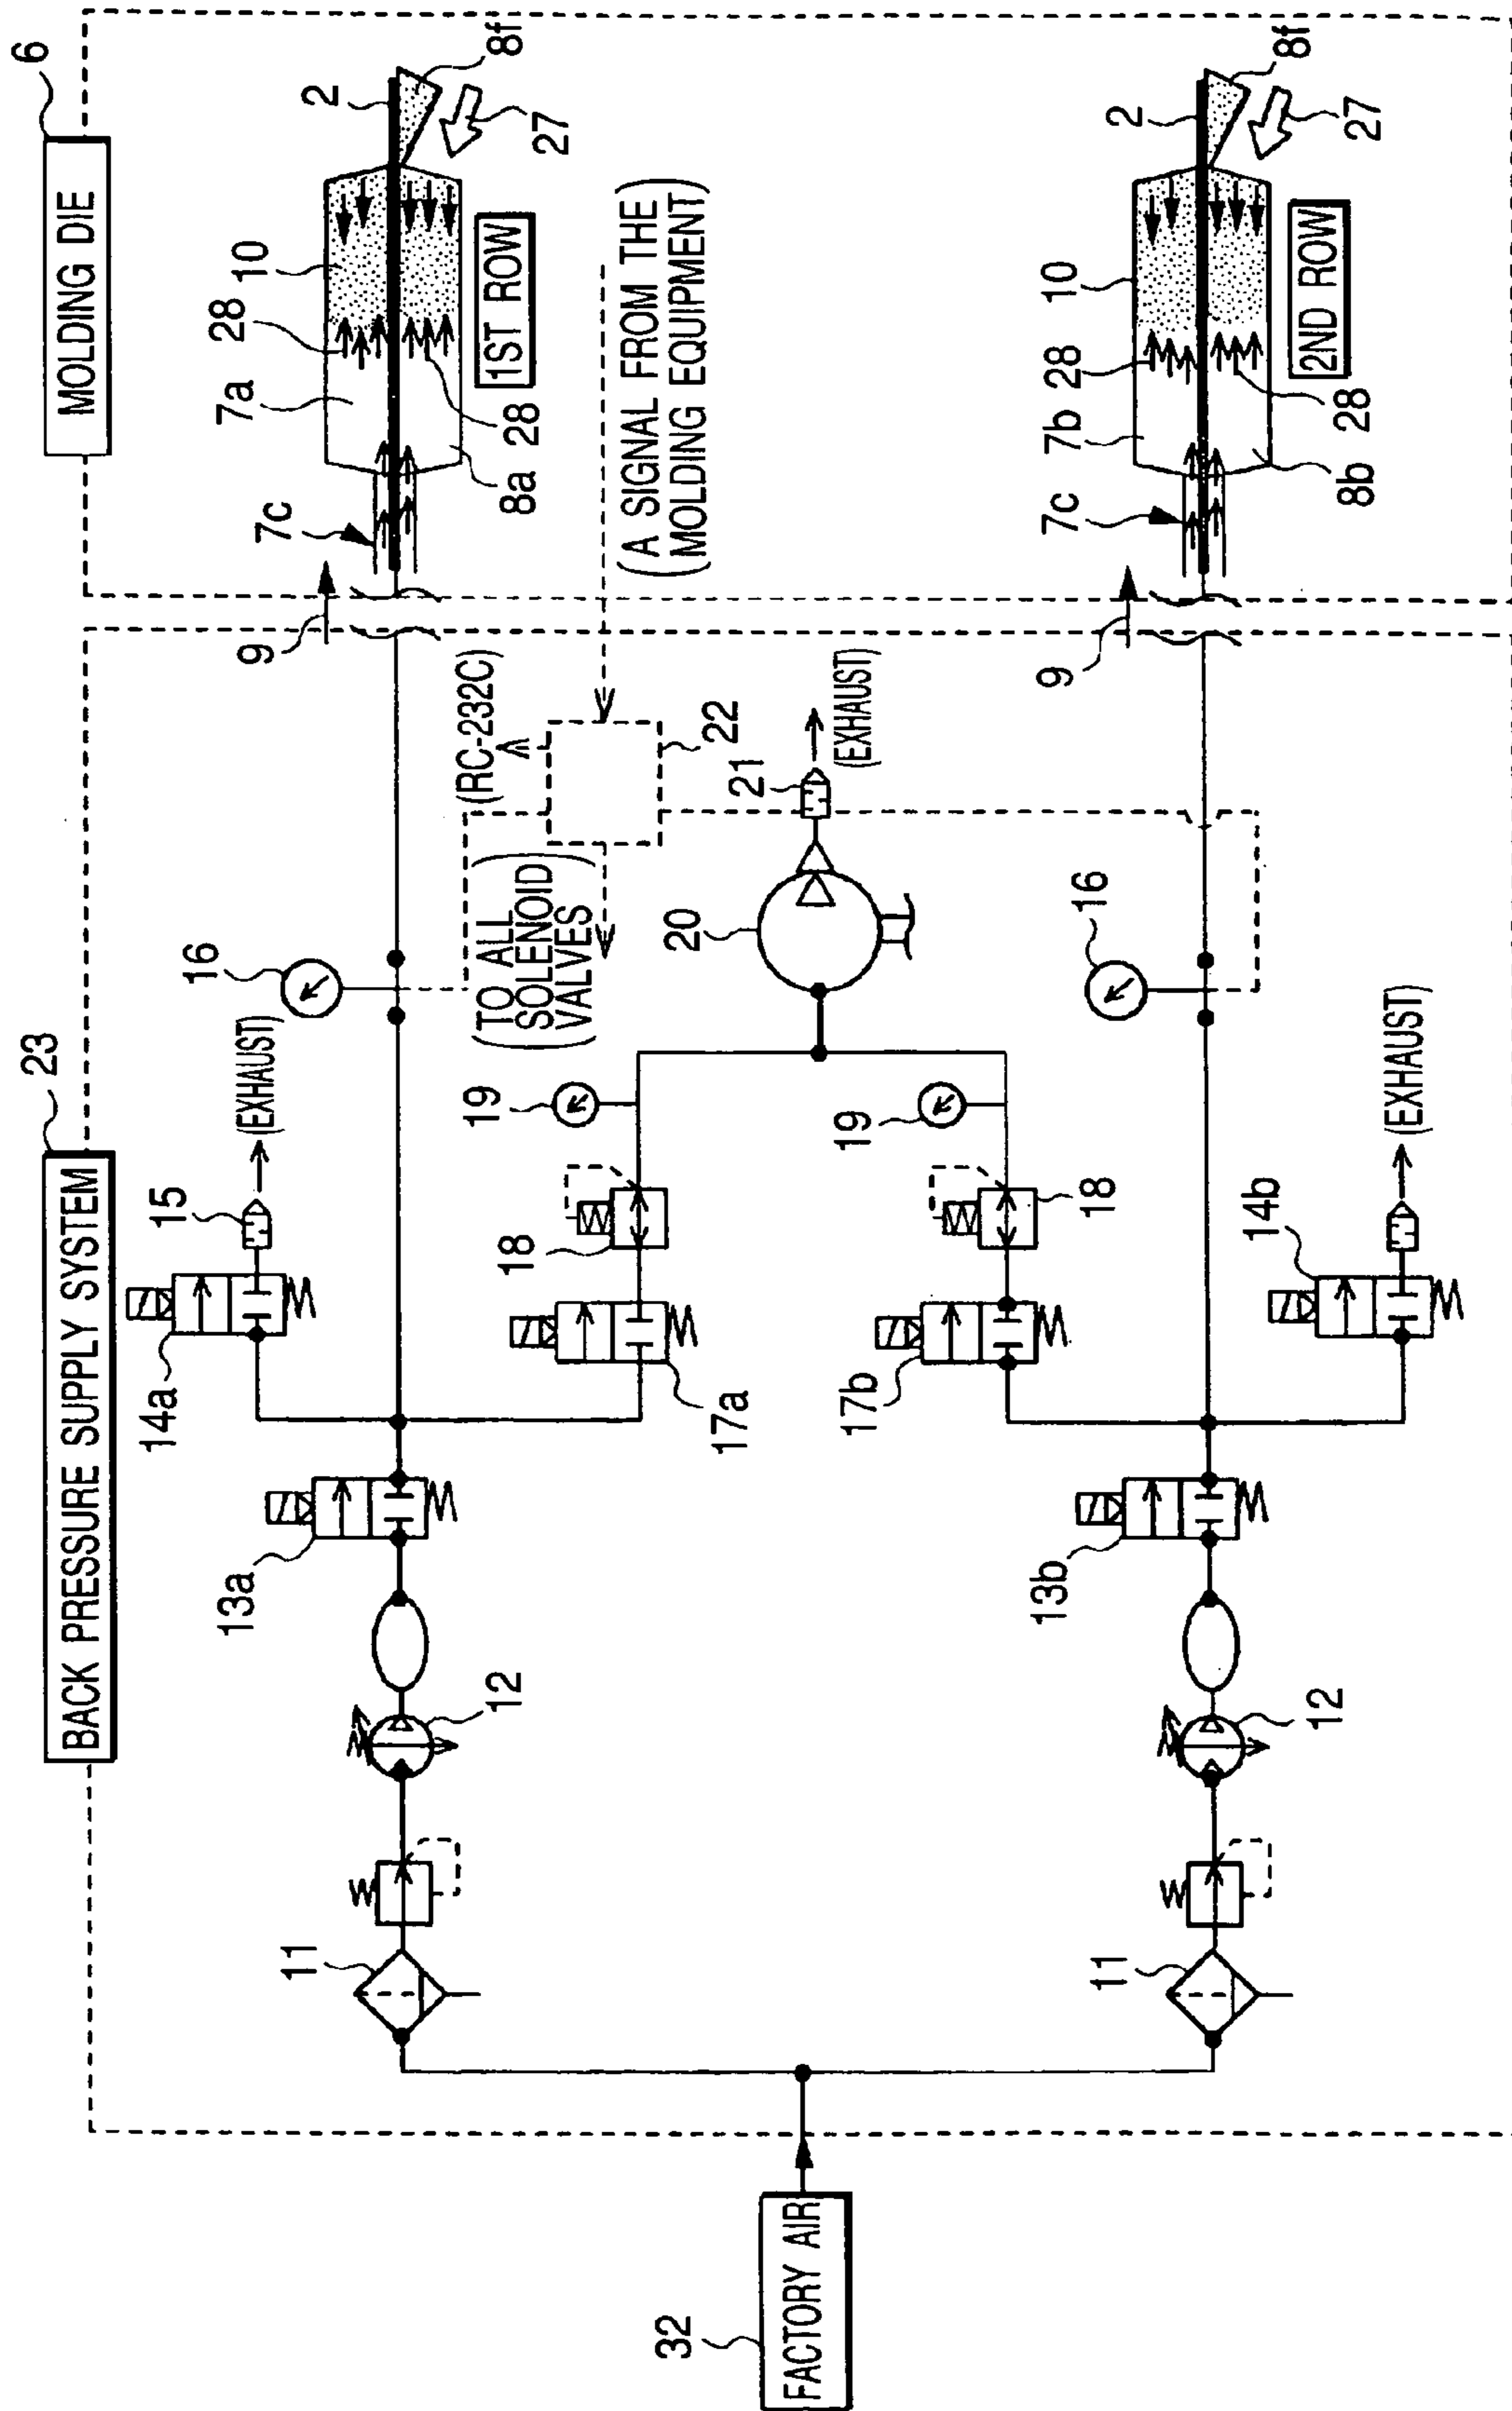 23
6
BACK PRESSURE SUPPLY SYSTEM
MOLDING DIE
14a
15
(EXHAUST)
16
9
7c
7a
28
10
2
8f
13a
11
12
8a
28
1ST ROW
27
(RC-232C)
18
19
(TO ALL
SOLENOID
VALVES)
(A SIGNAL FROM THE
MOLDING EQUIPMENT)
22
17a
20
21
(EXHAUST)
32
FACTORY AIR
17b
19
18
16
9
7c
7b
28
10
2
8f
13b
11
12
14b
8b
28
2ND ROW
27
(EXHAUST)